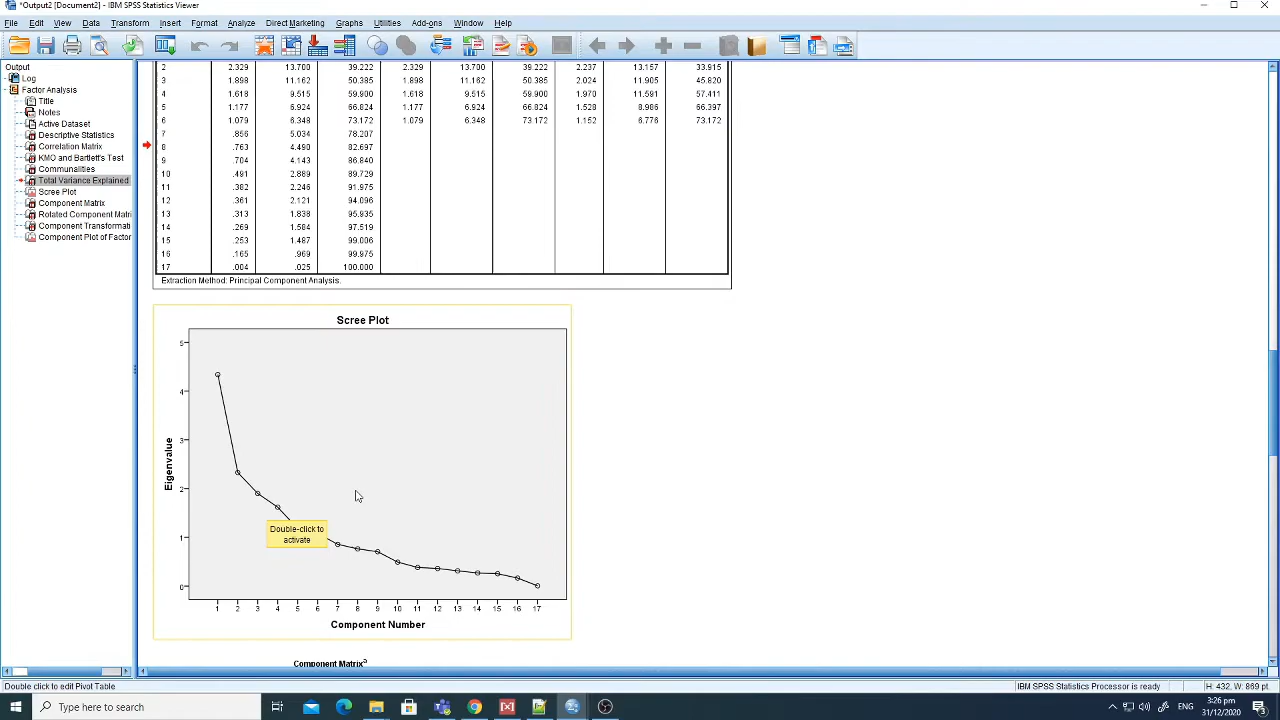 *Output2 [Document2] - IBM SPSS Statistics Viewer
File Edit View Data Transform Insert Format Analyze Direct Marketing Graphs Utilities Add-ons Window Help
Output
Log
Factor Analysis
Title
Notes
Active Dataset
Descriptive Statistics
Correlation Matrix
KMO and Bartlett's Test
Communalities
Total Variance Explained
Scree Plot
Component Matrix
Rotated Component Matri
Component Transformati
Component Plot of Factor
2 2.329 13.700 39.222 2.329 13.700 39.222 2.237 13.157 33.915
3 1.898 11.162 50.385 1.898 11.162 50.385 2.024 11.905 45.820
4 1.618 9.515 59.900 1.618 9.515 59.900 1.970 11.591 57.411
5 1.177 6.924 66.824 1.177 6.924 66.824 1.528 8.986 66.397
6 1.079 6.348 73.172 1.079 6.348 73.172 1.152 6.776 73.172
7 .856 5.034 78.207
8 .763 4.490 82.697
9 .704 4.143 86.840
10 .491 2.889 89.729
11 .382 2.246 91.975
12 .361 2.121 94.096
13 .313 1.838 95.935
14 .269 1.584 97.519
15 .253 1.487 99.006
16 .165 .969 99.975
17 .004 .025 100.000
Extraction Method: Principal Component Analysis.
Scree Plot
5
4
3
2
1
0
Eigenvalue
Double-click to
activate
1 2 3 4 5 6 7 8 9 10 11 12 13 14 15 16 17
Component Number
Component Matrixa
Double click to edit Pivot Table
IBM SPSS Statistics Processor is ready
H: 432, W: 869 pt.
Type here to search
ENG
3:26 pm
31/12/2020